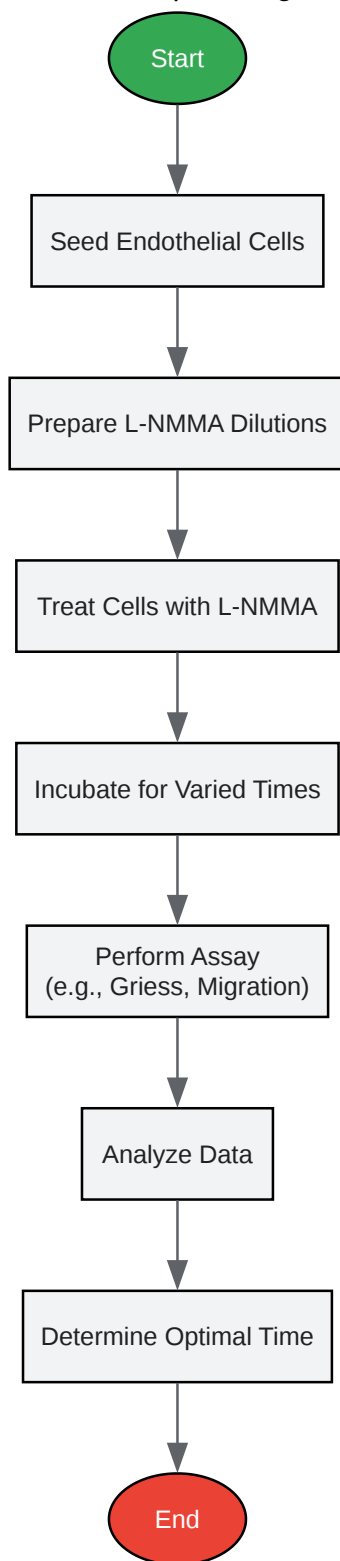 Start
Seed Endothelial Cells
Prepare L-NMMA Dilutions
Treat Cells with L-NMMA
Incubate for Varied Times
Perform Assay
(e.g., Griess, Migration)
Analyze Data
Determine Optimal Time
End